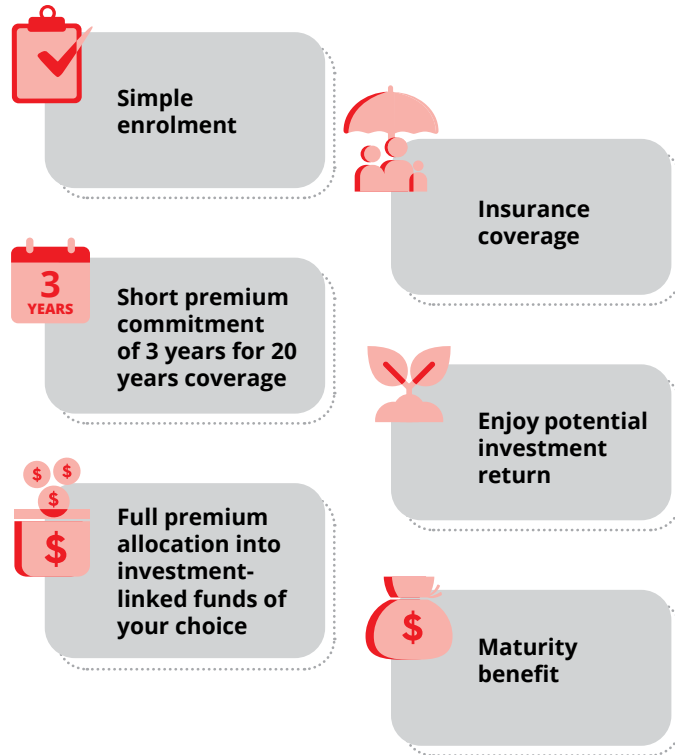 Simple
enrolment
Insurance
coverage
3
YEARS
Short premium
commitment
of 3 years for 20
years coverage
Enjoy potential
investment
return
$
$
$
$
Full premium
allocation into
investment-
linked funds of
your choice
$
Maturity
benefit